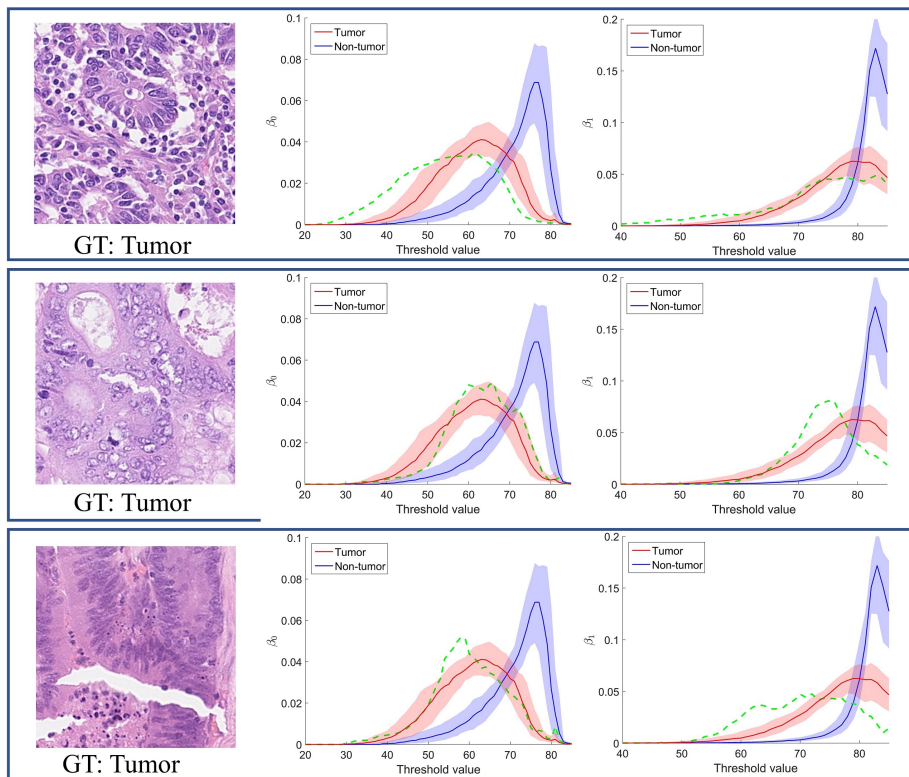 0.1
0.08
0.06
0.04
0.02
0
β0
Tumor
Non-tumor
20 30 40 50 60 70 80
Threshold value
0.2
0.15
0.1
0.05
0
β1
Tumor
Non-tumor
40 50 60 70 80
Threshold value
GT: Tumor
0.1
0.08
0.06
0.04
0.02
0
β0
Tumor
Non-tumor
20 30 40 50 60 70 80
Threshold value
0.2
0.15
0.1
0.05
0
β1
Tumor
Non-tumor
40 50 60 70 80
Threshold value
GT: Tumor
0.1
0.08
0.06
0.04
0.02
0
β0
Tumor
Non-tumor
20 30 40 50 60 70 80
Threshold value
0.2
0.15
0.1
0.05
0
β1
Tumor
Non-tumor
40 50 60 70 80
Threshold value
GT: Tumor